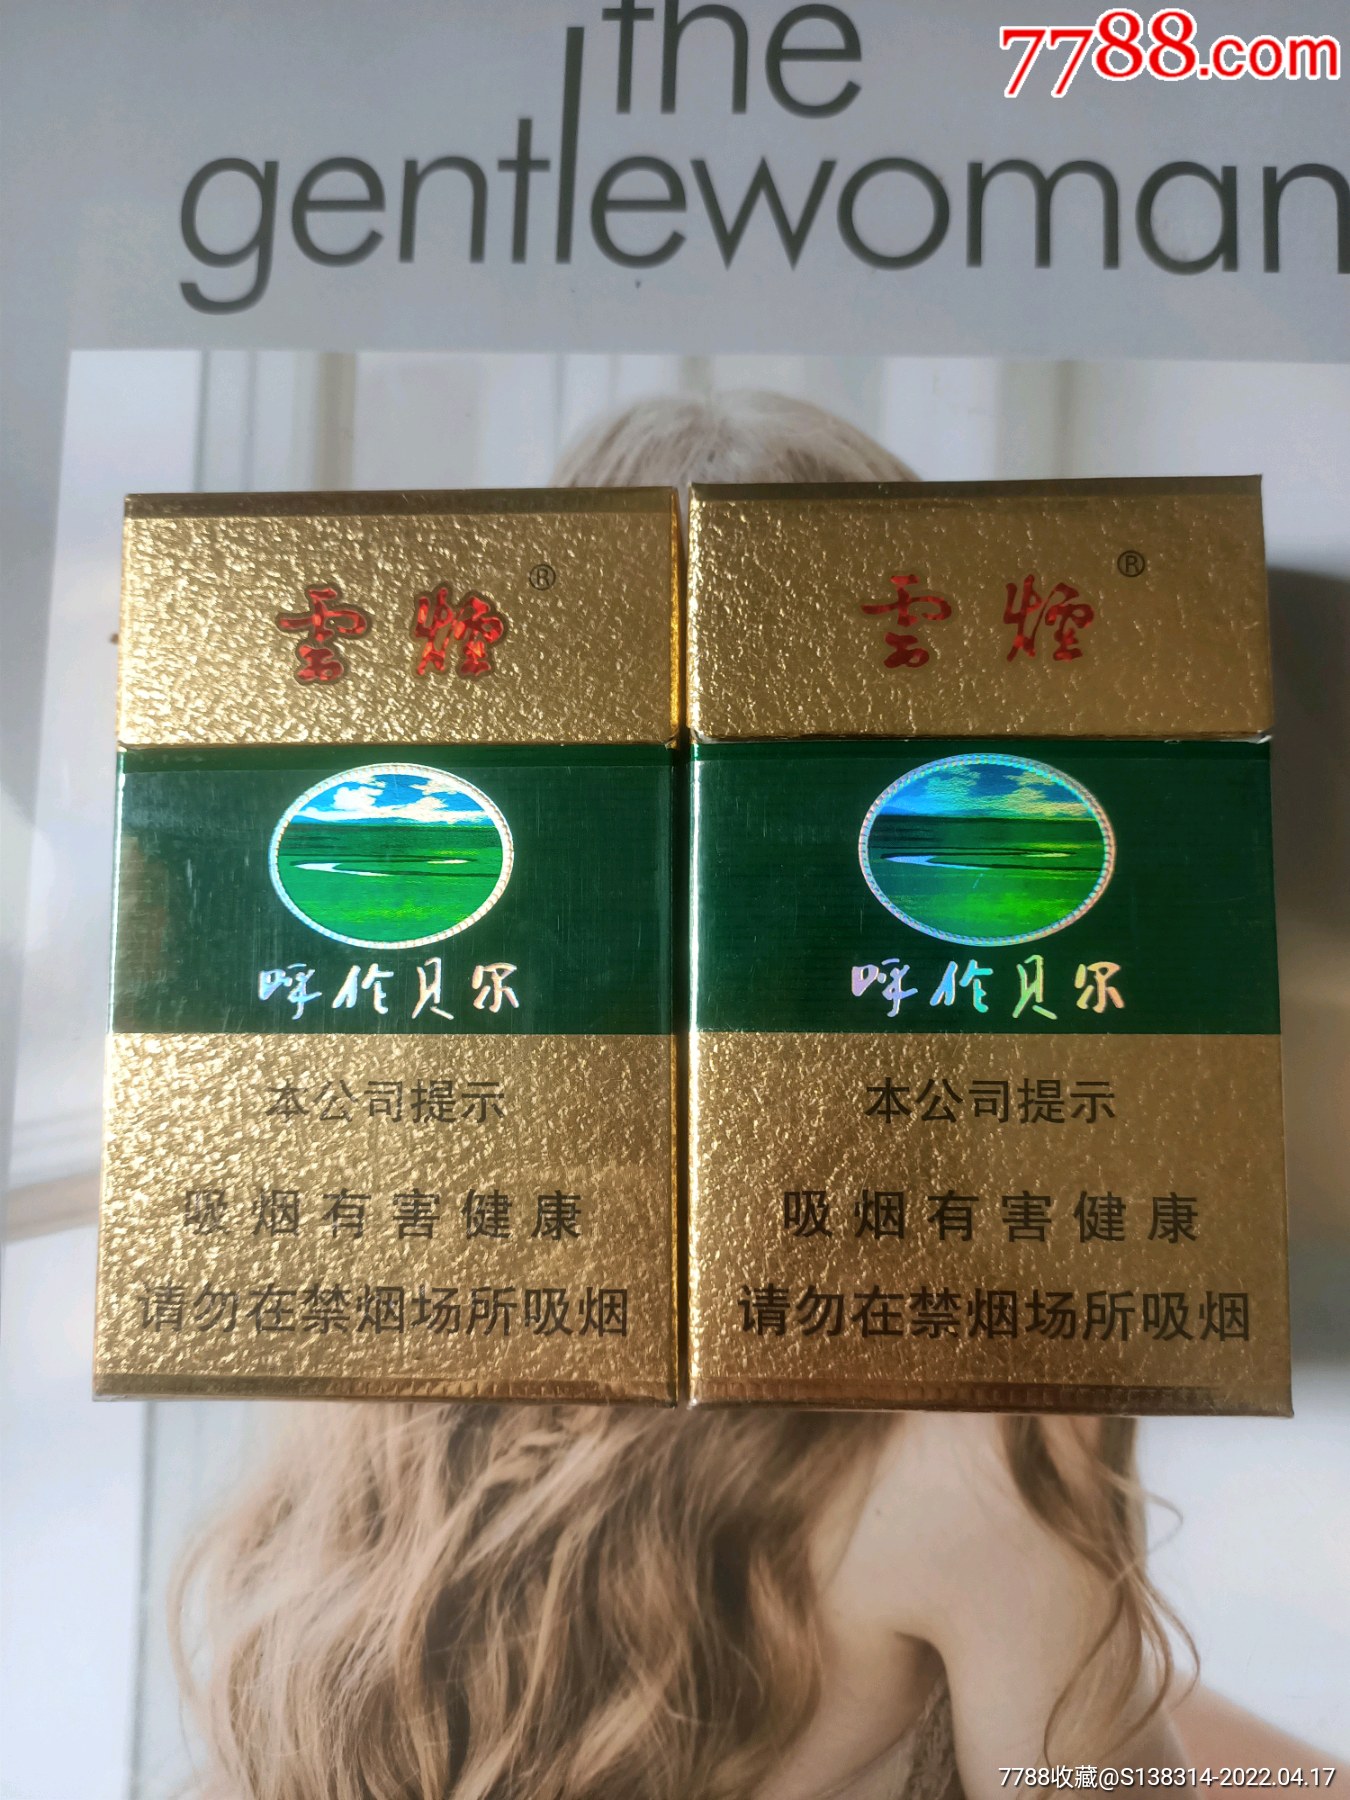 7788.com
the
gentlewoman
雲煙®
雲煙®
呼伦贝尔
呼伦贝尔
本公司提示
吸烟有害健康
请勿在禁烟场所吸烟
本公司提示
吸烟有害健康
请勿在禁烟场所吸烟
7788收藏@S138314-2022.04.17